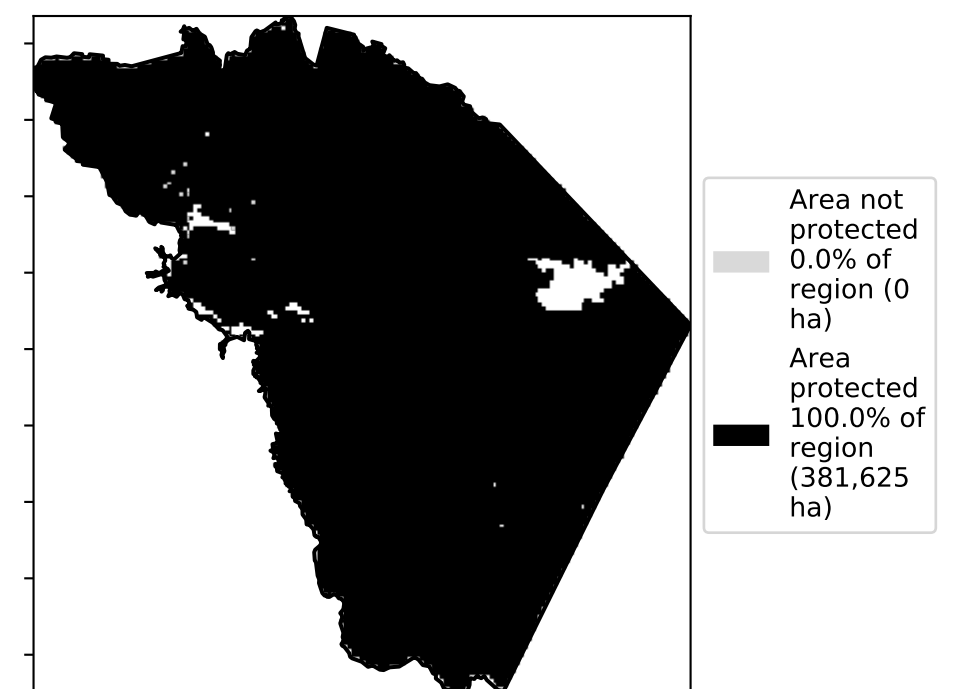 Area not
protected
0.0% of
region (0
ha)
Area
protected
100.0% of
region
(381,625
ha)